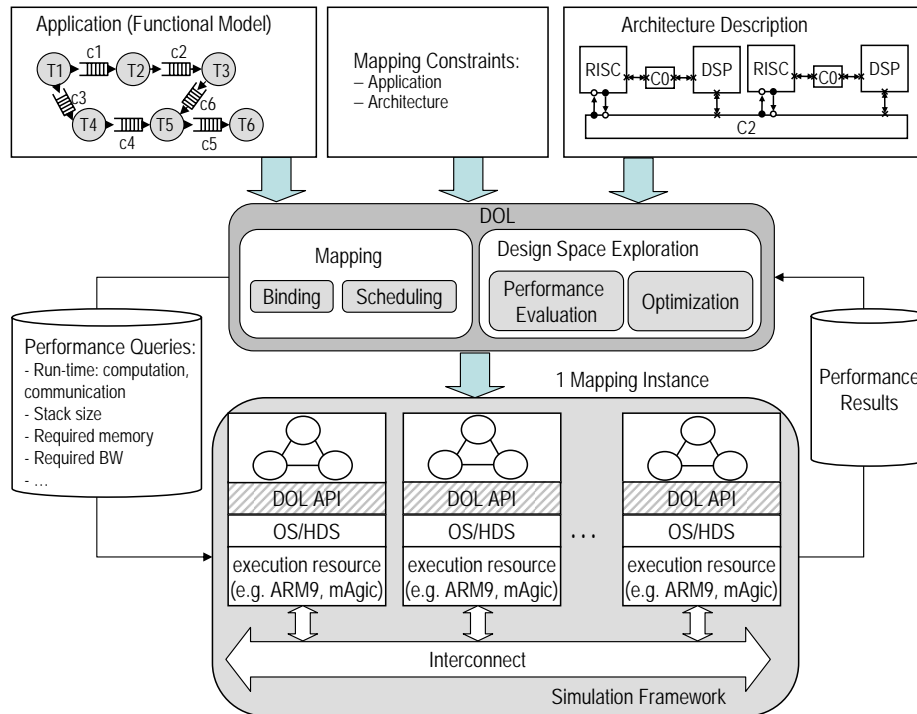 Application (Functional Model)
c1
c2
T1
T2
T3
c3
c6
T4
T5
T6
c4
c5
Mapping Constraints:
– Application
– Architecture
Architecture Description
RISC
C0
DSP
RISC
C0
DSP
C2
DOL
Mapping
Binding
Scheduling
Design Space Exploration
Performance
Evaluation
Optimization
Performance Queries:
- Run-time: computation,
communication
- Stack size
- Required memory
- Required BW
- ...
1 Mapping Instance
Performance
Results
DOL API
OS/HDS
execution resource
(e.g. ARM9, mAgic)
DOL API
OS/HDS
execution resource
(e.g. ARM9, mAgic)
. . .
DOL API
OS/HDS
execution resource
(e.g. ARM9, mAgic)
Interconnect
Simulation Framework